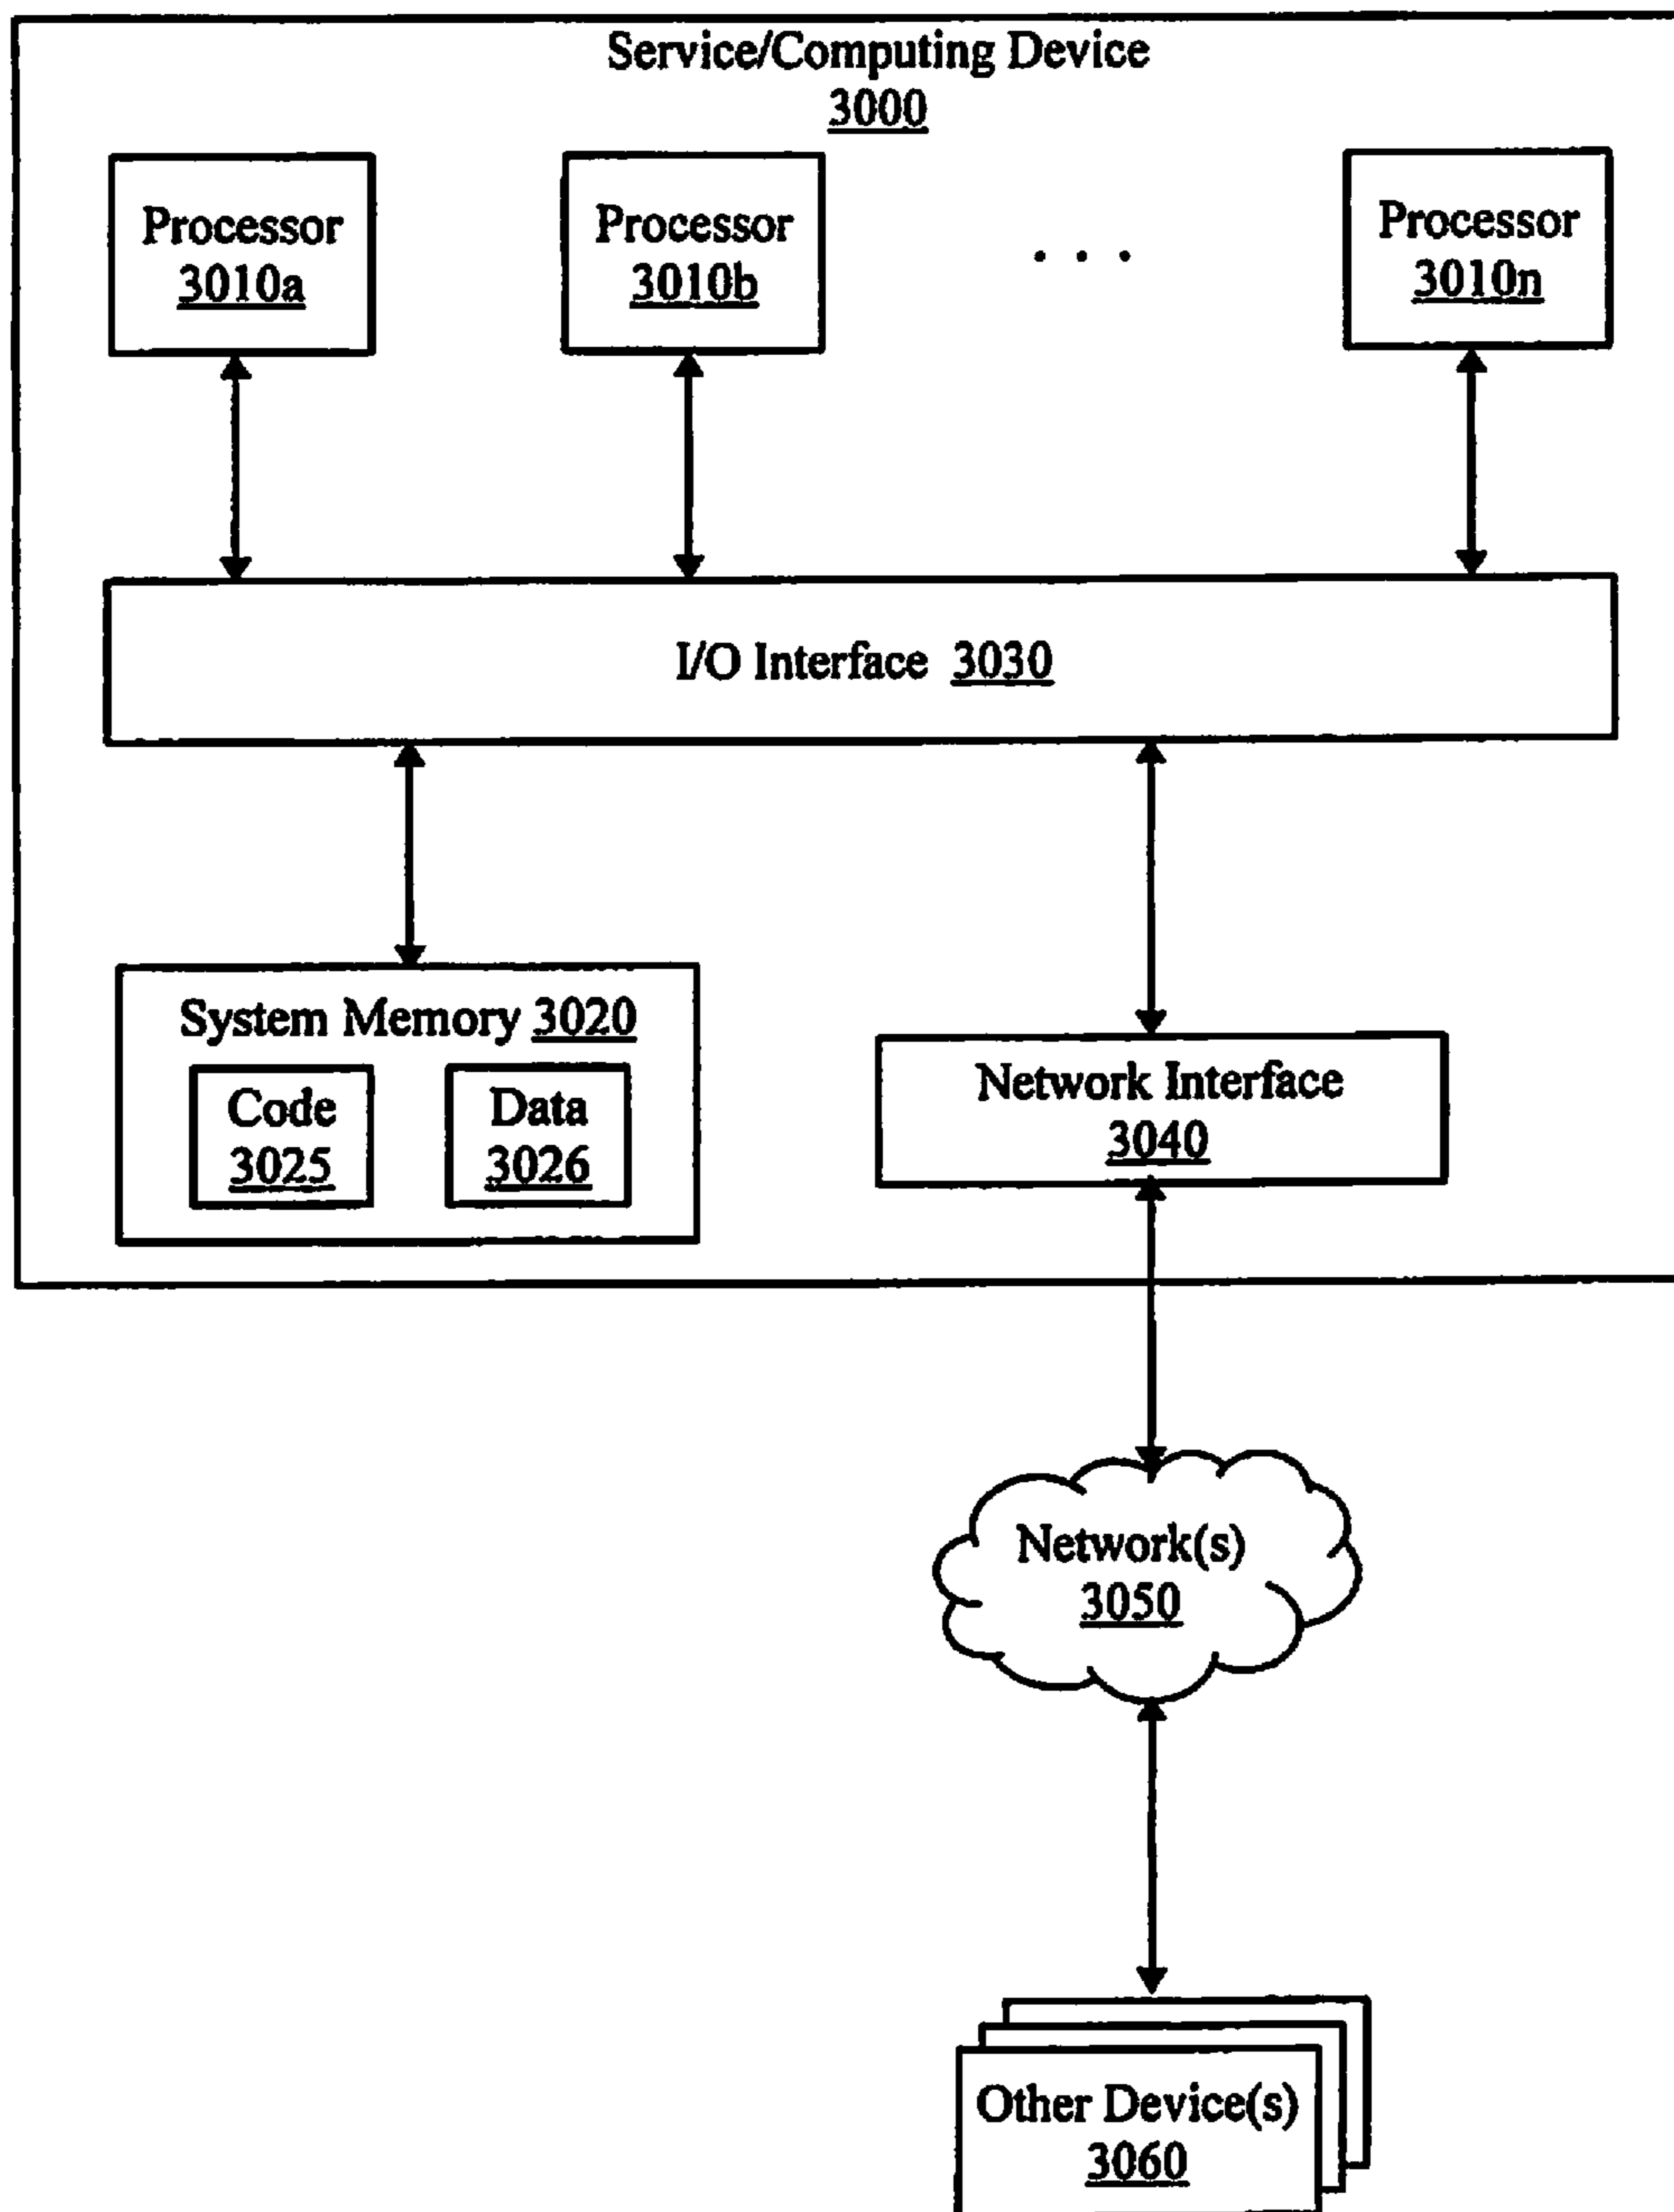 Service/Computing Device
3000
Processor
3010a
Processor
3010b
. . .
Processor
3010n
I/O Interface 3030
System Memory 3020
Code
3025
Data
3026
Network Interface
3040
Network(s)
3050
Other Device(s)
3060